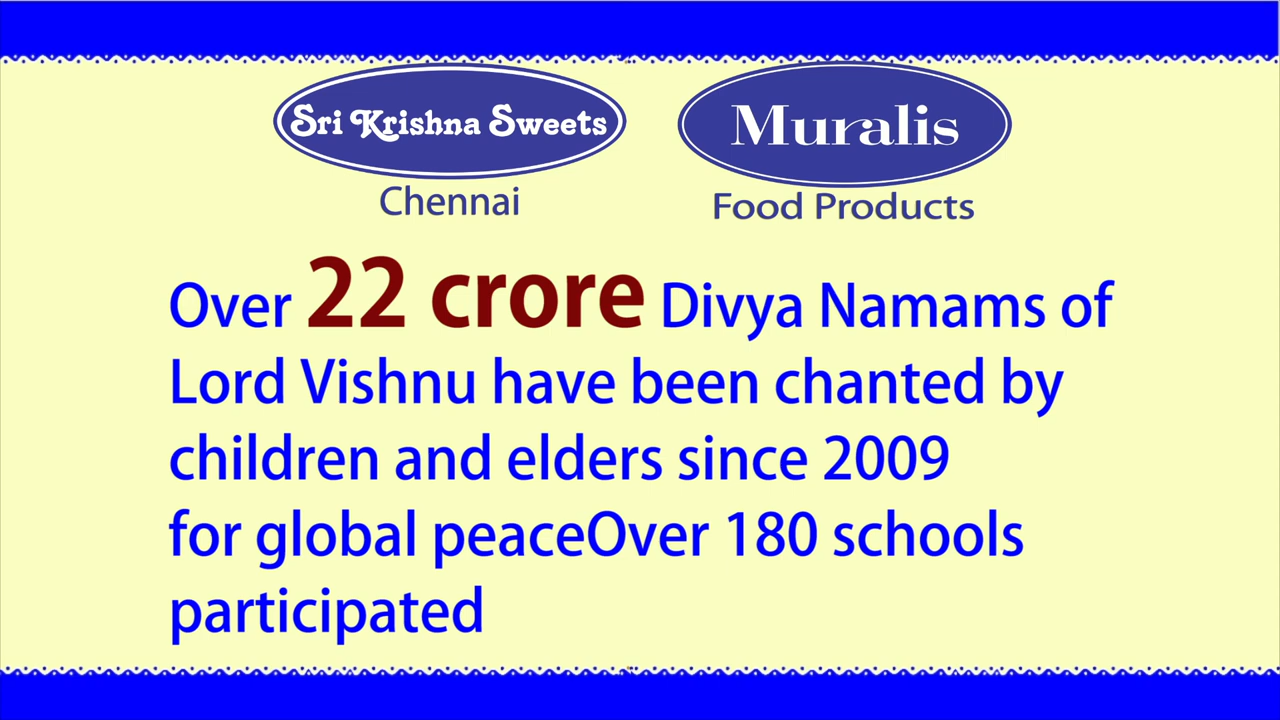 Sri Krishna Sweets
Chennai
Muralis
Food Products
Over 22 crore Divya Namams of
Lord Vishnu have been chanted by
children and elders since 2009
for global peaceOver 180 schools
participated